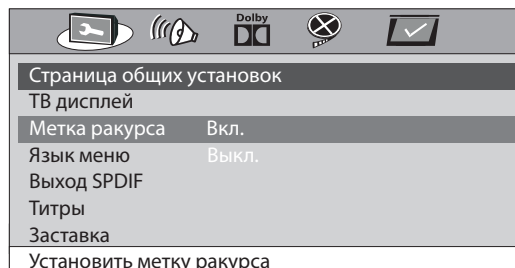 Dolby
Страница общих установок
ТВ дисплей
Метка ракурса Вкл.
Язык меню Выкл.
Выход SPDIF
Титры
Заставка
Установить метку ракурса